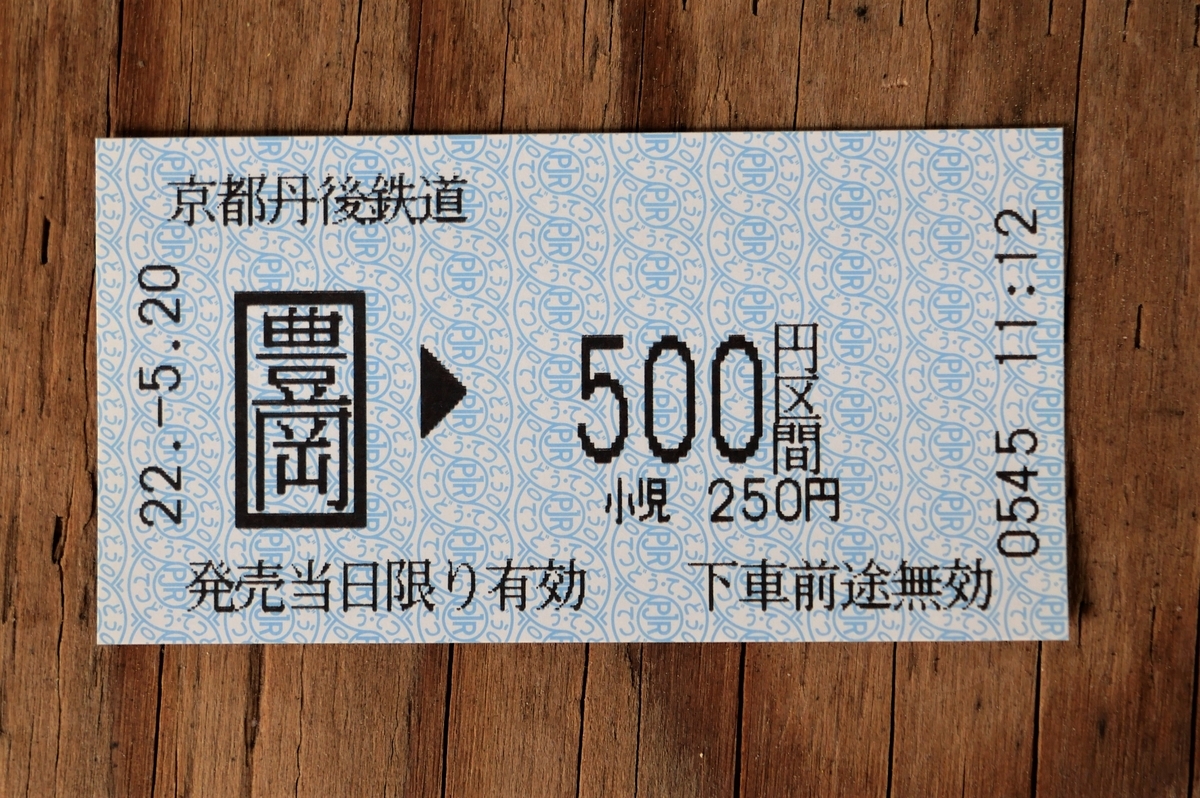 京都丹後鉄道
22.-5.20
豊岡
▶
500円区間
小児 250円
発売当日限り有効 下車前途無効
0545 11:12